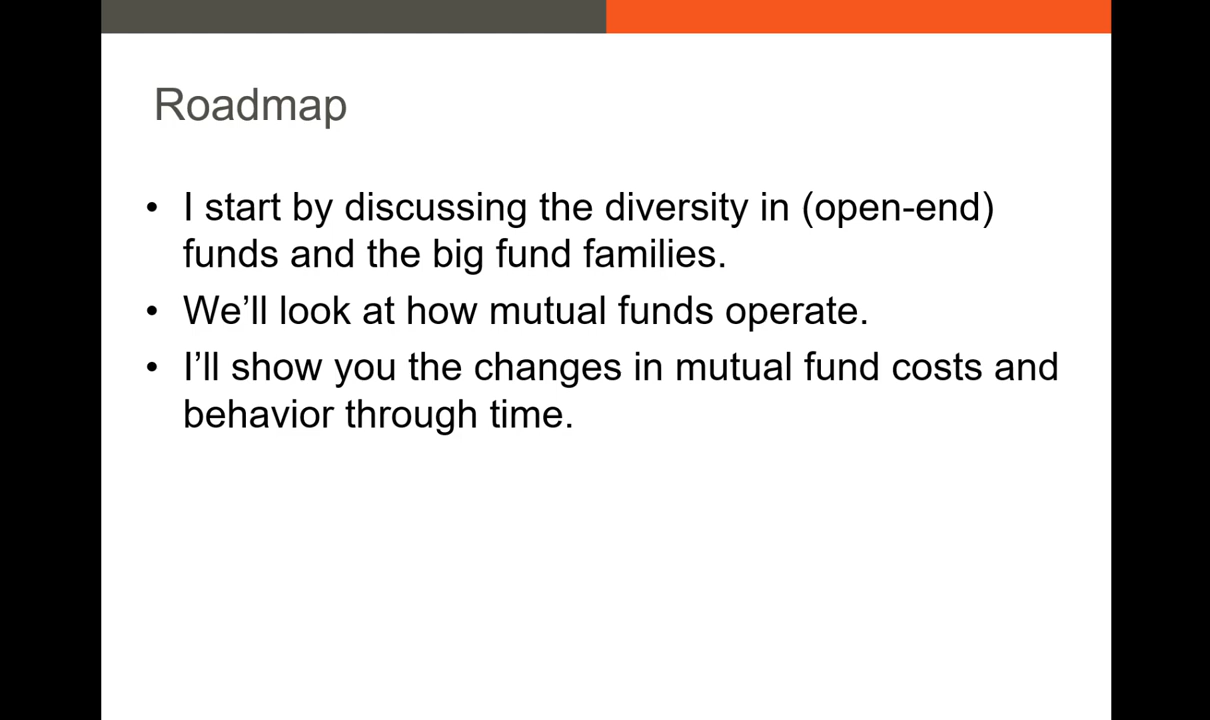 Roadmap
• I start by discussing the diversity in (open-end)
funds and the big fund families.
• We’ll look at how mutual funds operate.
• I’ll show you the changes in mutual fund costs and
behavior through time.